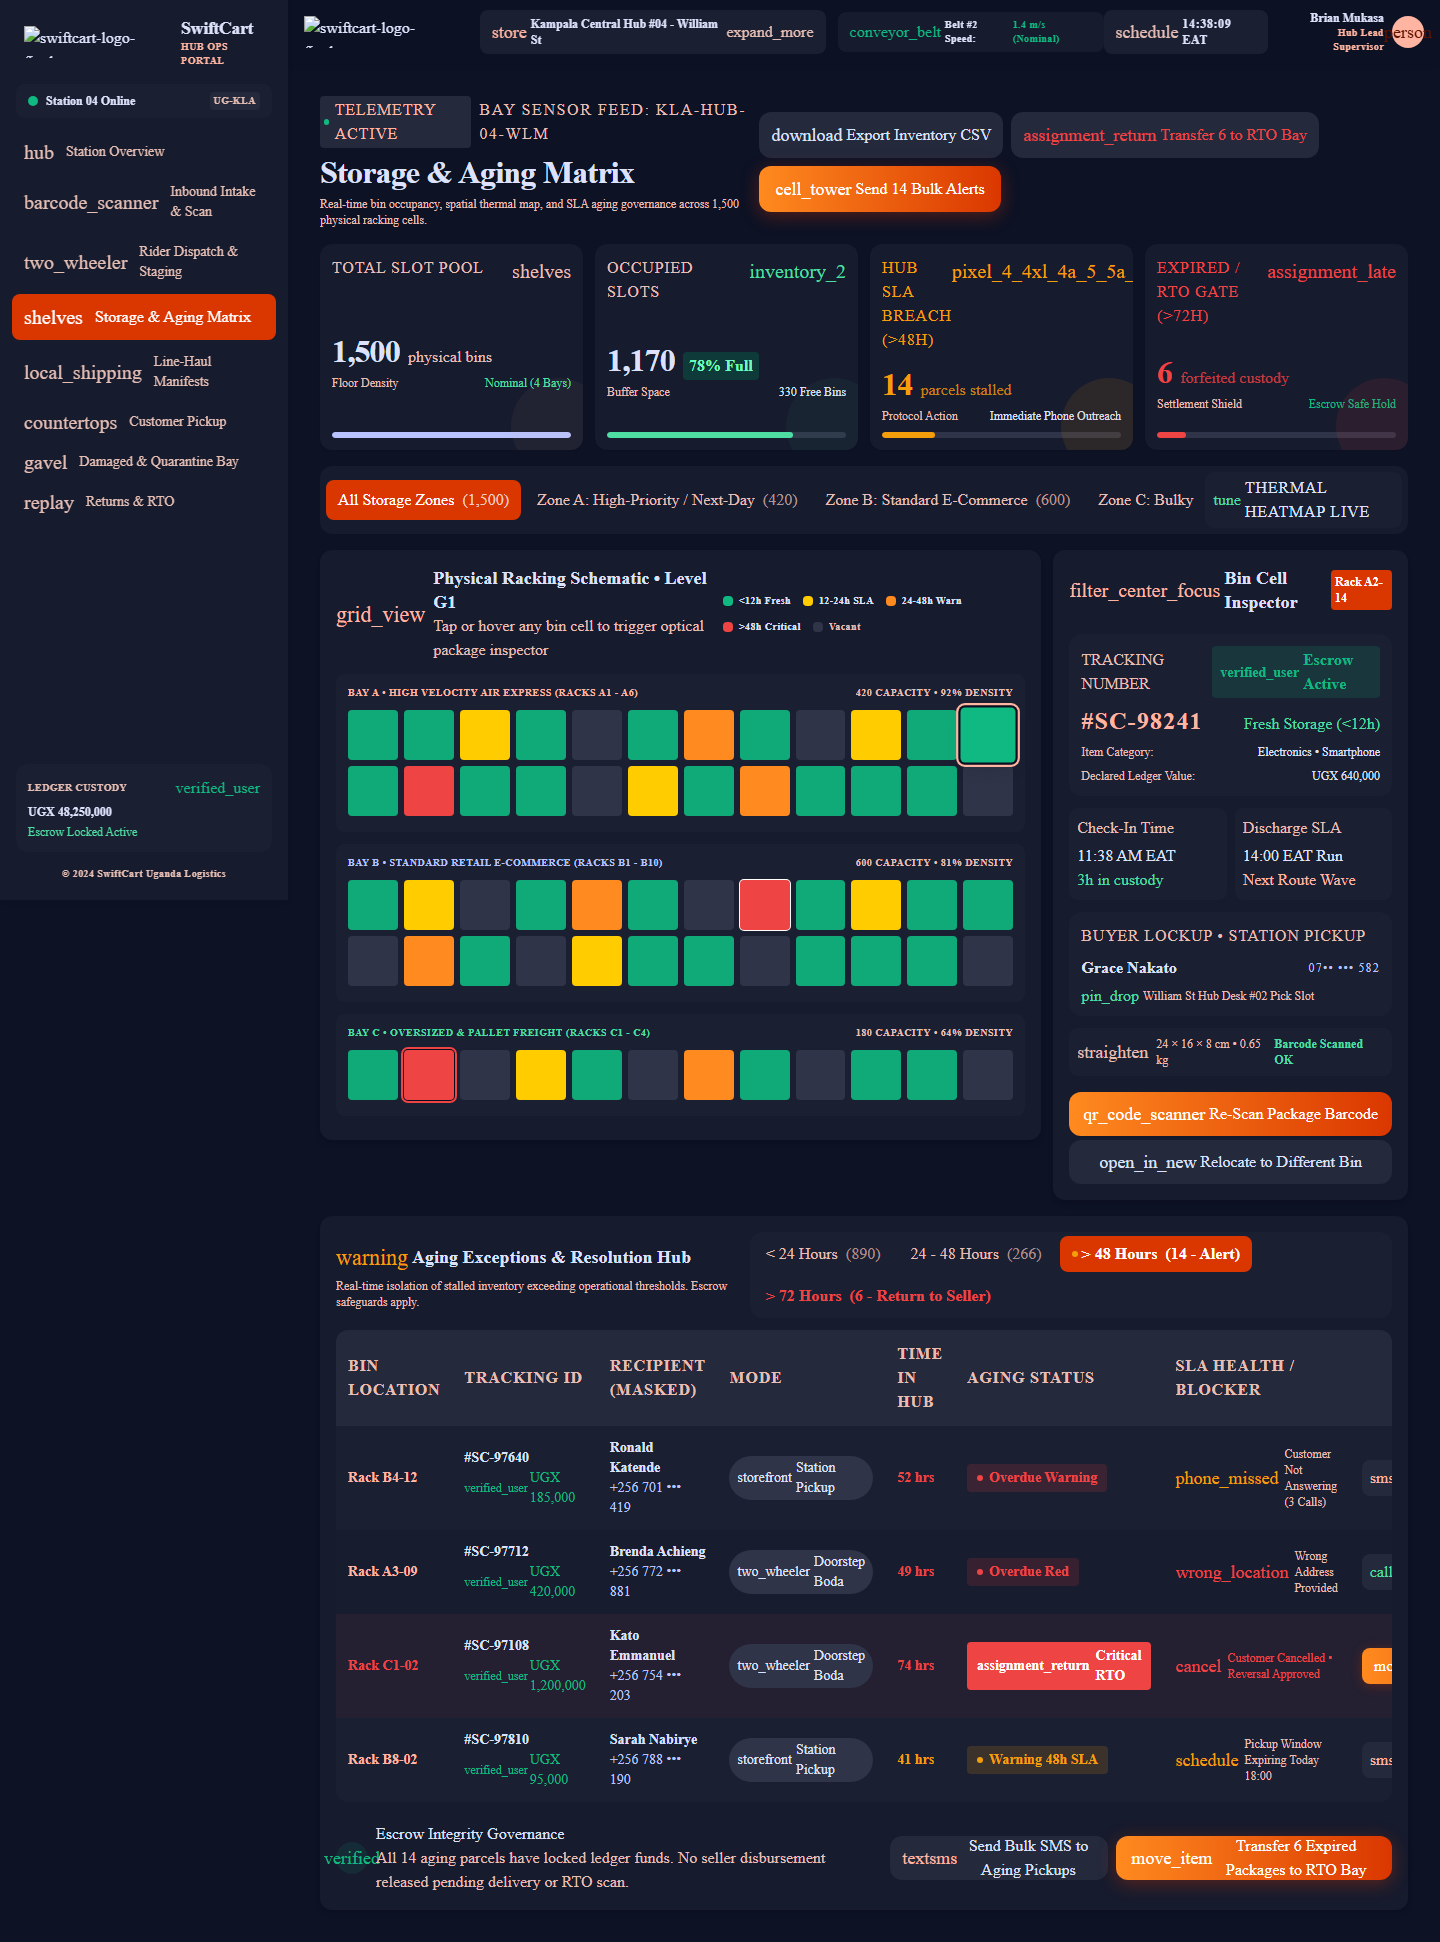 swiftcart-logo-
SwiftCart
HUB OPS
PORTAL
Station 04 Online
UG-KLA
hub Station Overview
barcode_scanner Inbound Intake
& Scan
two_wheeler Rider Dispatch &
Staging
shelves Storage & Aging Matrix
local_shipping Line-Haul
Manifests
countertops Customer Pickup
gavel Damaged & Quarantine Bay
replay Returns & RTO
LEDGER CUSTODY verified_user
UGX 48,250,000
Escrow Locked Active
© 2024 SwiftCart Uganda Logistics
swiftcart-logo-
store Kampala Central Hub #04 - William
St expand_more
conveyor_belt Belt #2
Speed: 1.4 m/s
(Nominal)
schedule 14:38:09
EAT
Brian Mukasa
Hub Lead
Supervisor
person
TELEMETRY
ACTIVE
BAY SENSOR FEED: KLA-HUB-
04-WLM
Storage & Aging Matrix
Real-time bin occupancy, spatial thermal map, and SLA aging governance across 1,500
physical racking cells.
download Export Inventory CSV
assignment_return Transfer 6 to RTO Bay
cell_tower Send 14 Bulk Alerts
TOTAL SLOT POOL shelves
1,500 physical bins
Floor Density Nominal (4 Bays)
OCCUPIED
SLOTS inventory_2
1,170 78% Full
Buffer Space 330 Free Bins
HUB
SLA
BREACH
(>48H)
pixel_4_4xl_4a_5_5a_
14 parcels stalled
Protocol Action Immediate Phone Outreach
EXPIRED /
RTO GATE
(>72H)
assignment_late
6 forfeited custody
Settlement Shield Escrow Safe Hold
All Storage Zones (1,500)
Zone A: High-Priority / Next-Day (420)
Zone B: Standard E-Commerce (600)
Zone C: Bulky
tune THERMAL
HEATMAP LIVE
grid_view
Physical Racking Schematic • Level
G1
Tap or hover any bin cell to trigger optical
package inspector
<12h Fresh 12-24h SLA 24-48h Warn
>48h Critical Vacant
BAY A • HIGH VELOCITY AIR EXPRESS (RACKS A1 - A6) 420 CAPACITY • 92% DENSITY
BAY B • STANDARD RETAIL E-COMMERCE (RACKS B1 - B10) 600 CAPACITY • 81% DENSITY
BAY C • OVERSIZED & PALLET FREIGHT (RACKS C1 - C4) 180 CAPACITY • 64% DENSITY
filter_center_focus Bin Cell
Inspector
Rack A2-
14
TRACKING
NUMBER
verified_user Escrow
Active
#SC-98241 Fresh Storage (<12h)
Item Category: Electronics • Smartphone
Declared Ledger Value: UGX 640,000
Check-In Time
11:38 AM EAT
3h in custody
Discharge SLA
14:00 EAT Run
Next Route Wave
BUYER LOCKUP • STATION PICKUP
Grace Nakato 07•• ••• 582
pin_drop William St Hub Desk #02 Pick Slot
straighten 24 × 16 × 8 cm • 0.65
kg
Barcode Scanned
OK
qr_code_scanner Re-Scan Package Barcode
open_in_new Relocate to Different Bin
warning Aging Exceptions & Resolution Hub
Real-time isolation of stalled inventory exceeding operational thresholds. Escrow
safeguards apply.
< 24 Hours (890) 24 - 48 Hours (266) > 48 Hours (14 - Alert)
> 72 Hours (6 - Return to Seller)
BIN
LOCATION
TRACKING ID
RECIPIENT
(MASKED)
MODE
TIME
IN
HUB
AGING STATUS
SLA HEALTH /
BLOCKER
Rack B4-12
#SC-97640
verified_user UGX
185,000
Ronald
Katende
+256 701 •••
419
storefront Station
Pickup
52 hrs
Overdue Warning
phone_missed Customer
Not
Answering
(3 Calls)
sms
Rack A3-09
#SC-97712
verified_user UGX
420,000
Brenda Achieng
+256 772 •••
881
two_wheeler Doorstep
Boda
49 hrs
Overdue Red
wrong_location Wrong
Address
Provided
call
Rack C1-02
#SC-97108
verified_user UGX
1,200,000
Kato
Emmanuel
+256 754 •••
203
two_wheeler Doorstep
Boda
74 hrs
assignment_return Critical
RTO
cancel Customer Cancelled •
Reversal Approved
mo
Rack B8-02
#SC-97810
verified_user UGX
95,000
Sarah Nabirye
+256 788 •••
190
storefront Station
Pickup
41 hrs
Warning 48h SLA
schedule Pickup Window
Expiring Today
18:00
sms
verified
Escrow Integrity Governance
All 14 aging parcels have locked ledger funds. No seller disbursement
released pending delivery or RTO scan.
textsms Send Bulk SMS to
Aging Pickups
move_item Transfer 6 Expired
Packages to RTO Bay